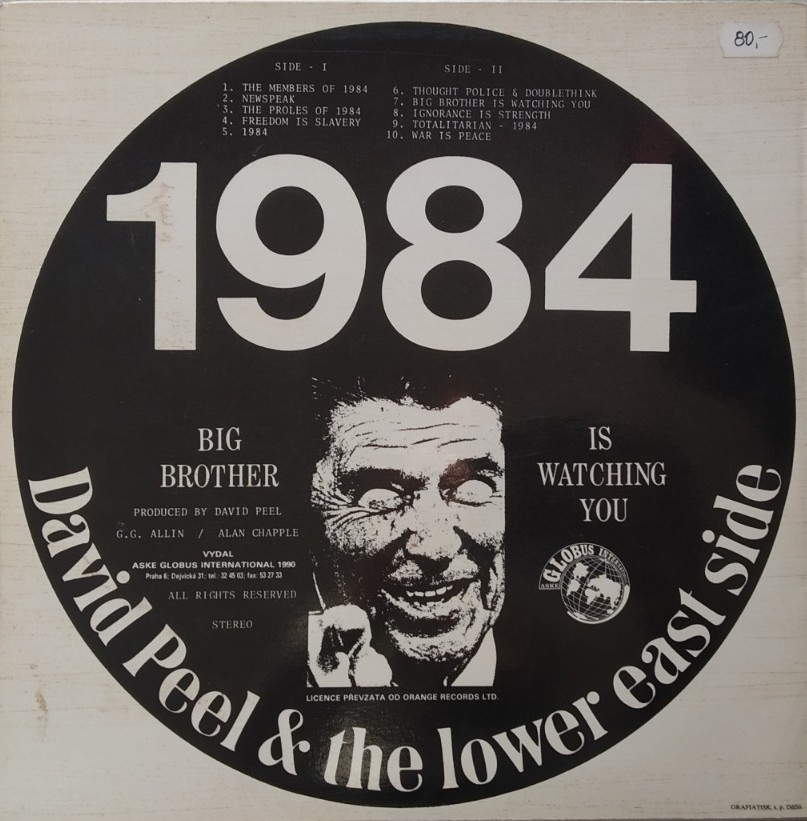 80,-
SIDE - I
1. THE MEMBERS OF 1984
2. NEWSPEAK
3. THE PROLES OF 1984
4. FREEDOM IS SLAVERY
5. 1984
SIDE - II
6. THOUGHT POLICE & DOUBLETHINK
7. BIG BROTHER IS WATCHING YOU
8. IGNORANCE IS STRENGTH
9. TOTALITARIAN - 1984
10. WAR IS PEACE
1984
BIG
BROTHER
IS
WATCHING
YOU
PRODUCED BY DAVID PEEL
G.G. ALLIN / ALAN CHAPPLE
VYDAL
ASKE GLOBUS INTERNATIONAL 1990
Praha 6; Dejvická 31; tel.: 32 45 63; fax: 53 27 33
ALL RIGHTS RESERVED
STEREO
GLOBUS
ASKE
LICENCE PŘEVZATA OD ORANGE RECORDS LTD.
David Peel & the lower east side
GRAFIATISK, s. p. Děčín